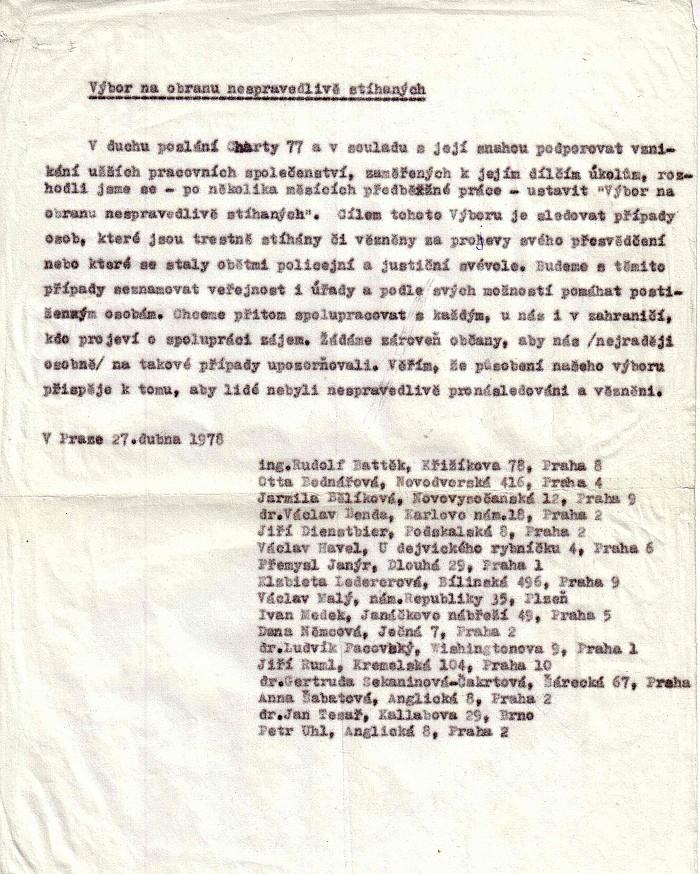 Výbor na obranu nespravedlivě stíhaných
V duchu poslání Charty 77 a v souladu s její snahou podporovat vzni-
kání užších pracovních společenství, zaměřených k jejím dílčím úkolům, roz-
hodli jsme se - po několika měsících předběžné práce - ustavit "Výbor na
obranu nespravedlivě stíhaných". Cílem tohoto Výboru je sledovat případy
osob, které jsou trestně stíhány či vězněny za projevy svého přesvědčení
nebo které se staly obětmi policejní a justiční svévole. Budeme s těmito
případy seznamovat veřejnost i úřady a podle svých možností pomáhat posti-
ženým osobám. Chceme přitom spolupracovat s každým, u nás i v zahraničí,
kdo projeví o spolupráci zájem. Žádáme zároveň občany, aby nás /nejraději
osobně/ na takové případy upozorňovali. Věřím, že působení našeho výboru
přispěje k tomu, aby lidé nebyli nespravedlivě pronásledováni a vězněni.
V Praze 27.dubna 1978
ing.Rudolf Battěk, Křižíkova 78, Praha 8
Otta Bednářová, Novodvorská 416, Praha 4
Jarmila Bělíková, Novovysočanská 12, Praha 9
dr.Václav Benda, Karlovo nám.18, Praha 2
Jiří Dienstbier, Podskalská 8, Praha 2
Václav Havel, U dejvického rybníčku 4, Praha 6
Přemysl Janýr, Dlouhá 29, Praha 1
Elzbieta Ledererová, Bílinská 496, Praha 9
Václav Malý, nám.Republiky 35, Plzeň
Ivan Medek, Janáčkovo nábřeží 49, Praha 5
Dana Němcová, Ječná 7, Praha 2
dr.Ludvík Pacovský, Wishingtonova 9, Praha 1
Jiří Ruml, Kremelská 104, Praha 10
dr.Gertruda Sekaninová-Čakrtová, Šárecká 67, Praha
Anna Šabatová, Anglická 8, Praha 2
dr.Jan Tesař, Kallabova 29, Brno
Petr Uhl, Anglická 8, Praha 2